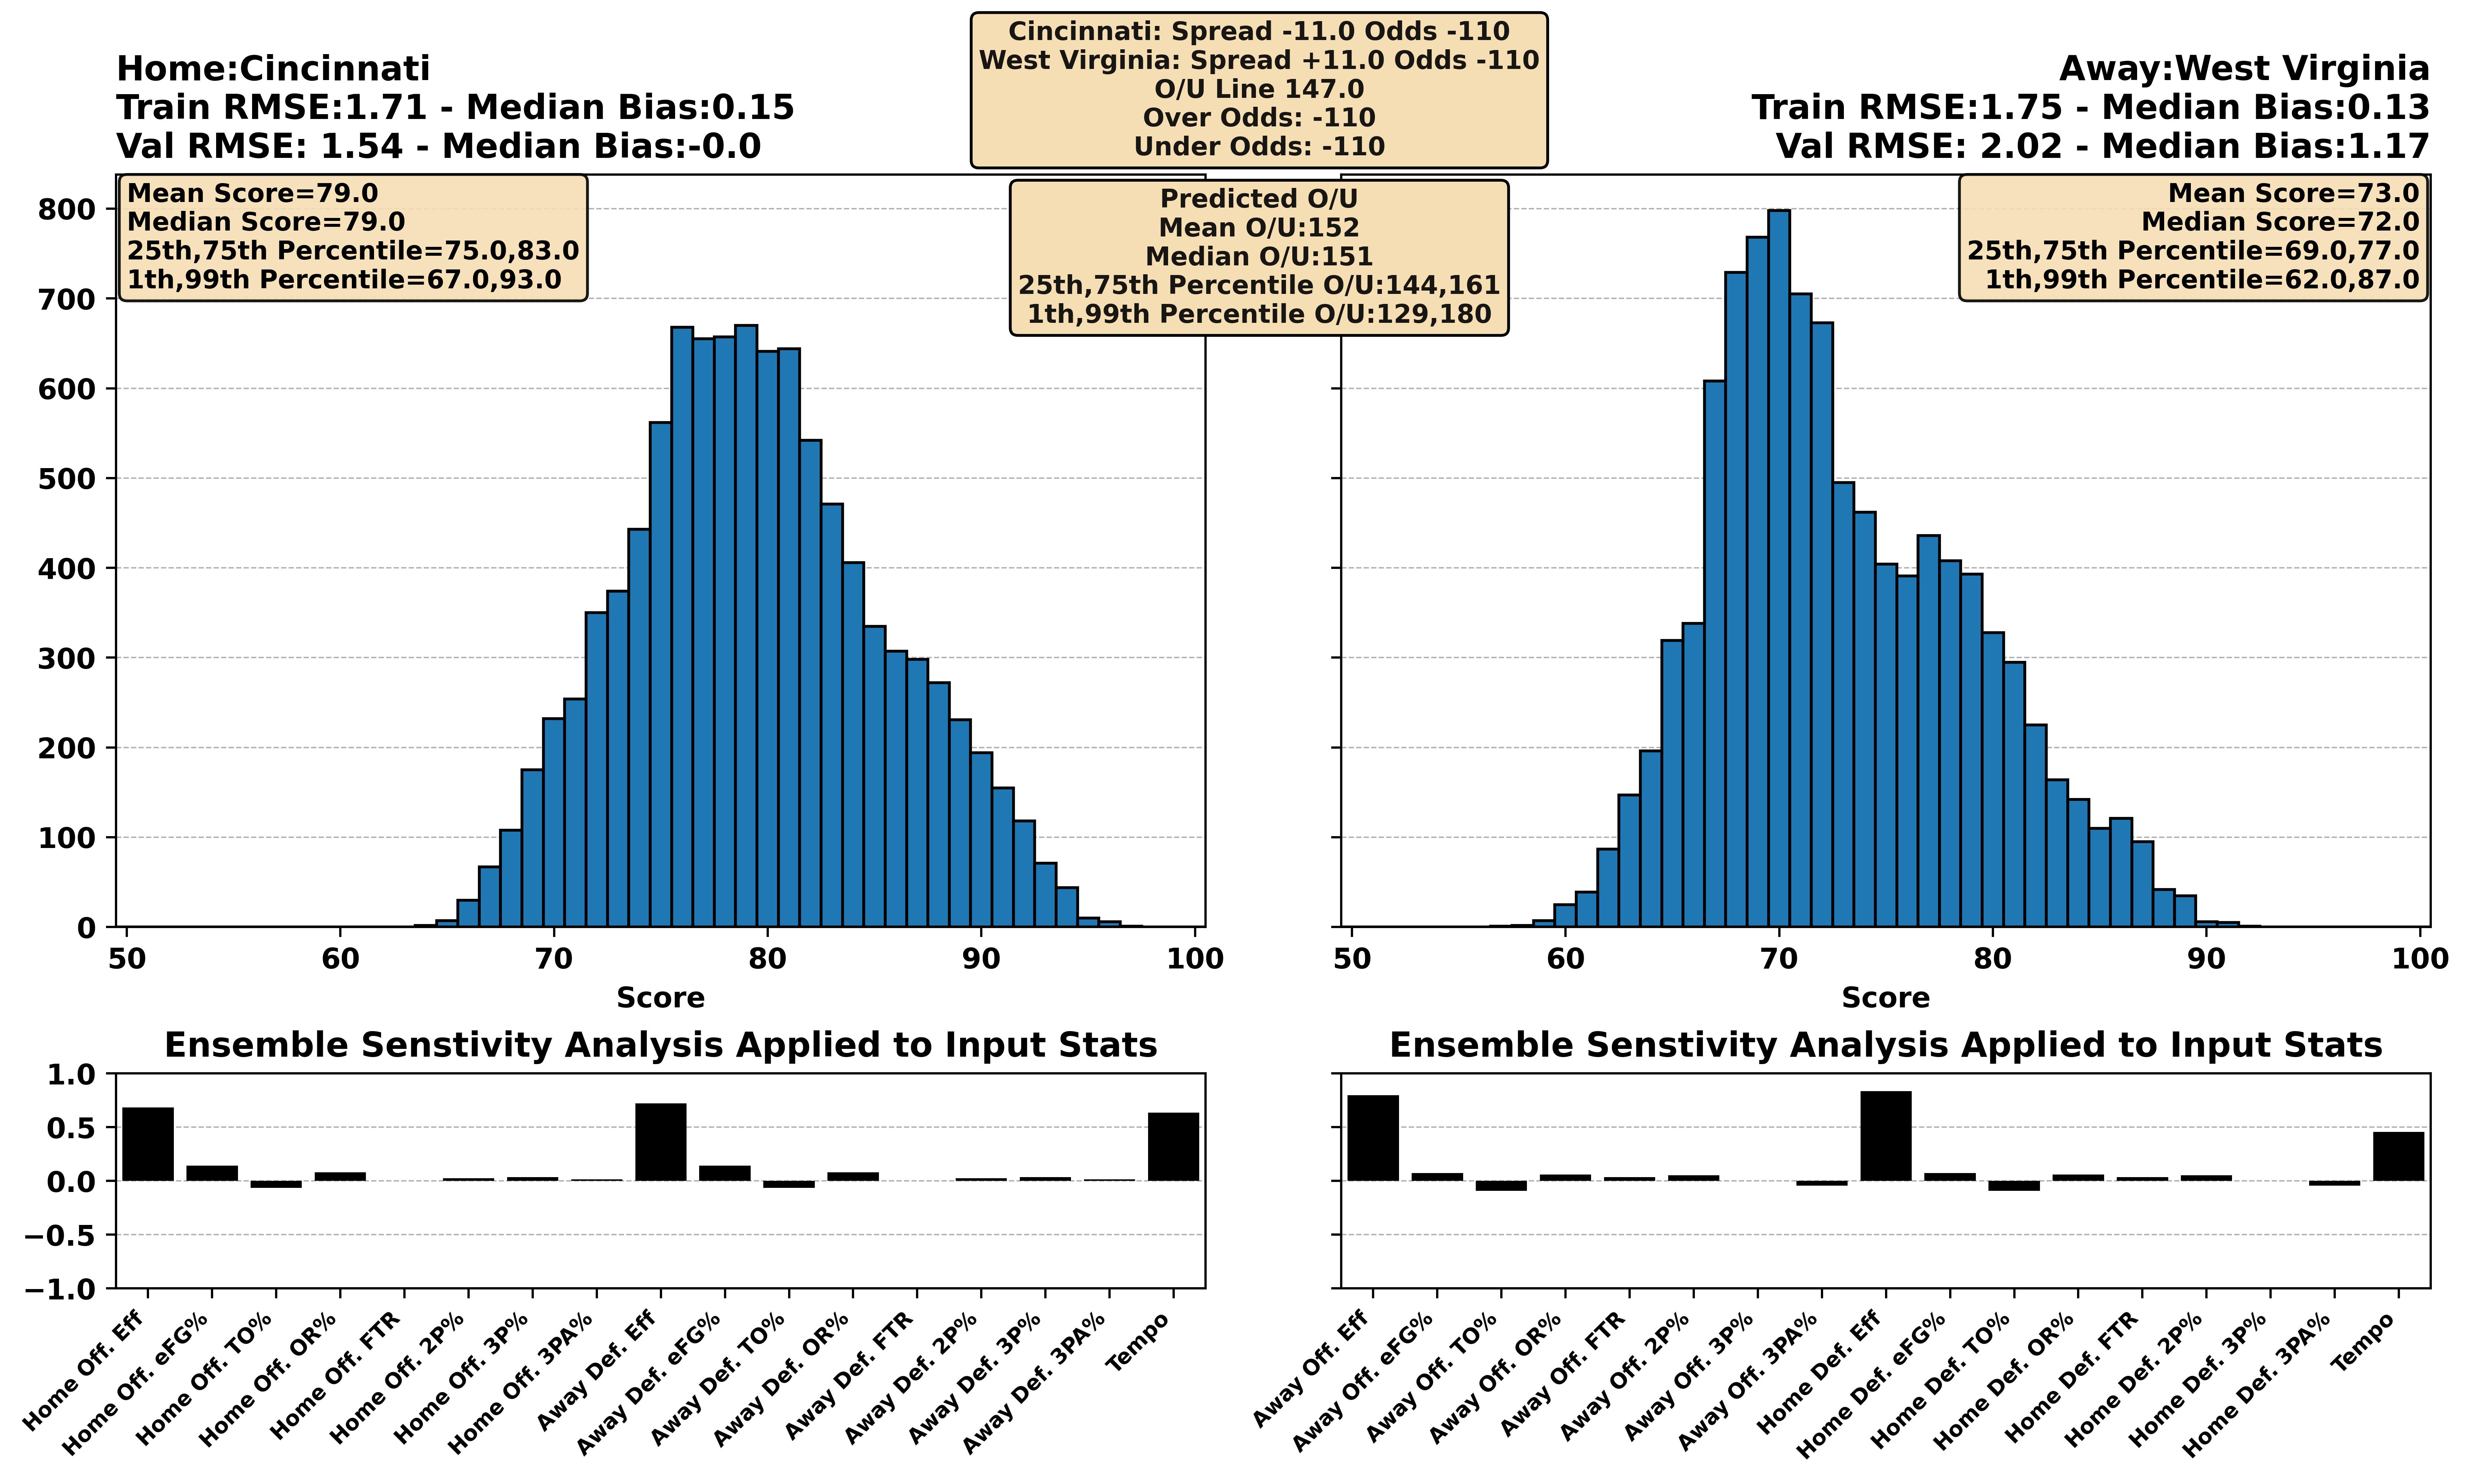 Cincinnati: Spread -11.0 Odds -110
West Virginia: Spread +11.0 Odds -110
O/U Line 147.0
Over Odds: -110
Under Odds: -110
Home:Cincinnati
Train RMSE:1.71 - Median Bias:0.15
Val RMSE: 1.54 - Median Bias:-0.0
Away:West Virginia
Train RMSE:1.75 - Median Bias:0.13
Val RMSE: 2.02 - Median Bias:1.17
Mean Score=79.0
Median Score=79.0
25th,75th Percentile=75.0,83.0
1th,99th Percentile=67.0,93.0
Predicted O/U
Mean O/U:152
Median O/U:151
25th,75th Percentile O/U:144,161
1th,99th Percentile O/U:129,180
Mean Score=73.0
Median Score=72.0
25th,75th Percentile=69.0,77.0
1th,99th Percentile=62.0,87.0
800
700
600
500
400
300
200
100
0
50 60 70 80 90 100
Score
50 60 70 80 90 100
Score
Ensemble Senstivity Analysis Applied to Input Stats
1.0
0.5
0.0
−0.5
−1.0
Home Off. Eff
Home Off. eFG%
Home Off. TO%
Home Off. OR%
Home Off. FTR
Home Off. 2P%
Home Off. 3P%
Home Off. 3PA%
Away Def. Eff
Away Def. eFG%
Away Def. TO%
Away Def. OR%
Away Def. FTR
Away Def. 2P%
Away Def. 3P%
Away Def. 3PA%
Tempo
Ensemble Senstivity Analysis Applied to Input Stats
Away Off. Eff
Away Off. eFG%
Away Off. TO%
Away Off. OR%
Away Off. FTR
Away Off. 2P%
Away Off. 3P%
Away Off. 3PA%
Home Def. Eff
Home Def. eFG%
Home Def. TO%
Home Def. OR%
Home Def. FTR
Home Def. 2P%
Home Def. 3P%
Home Def. 3PA%
Tempo